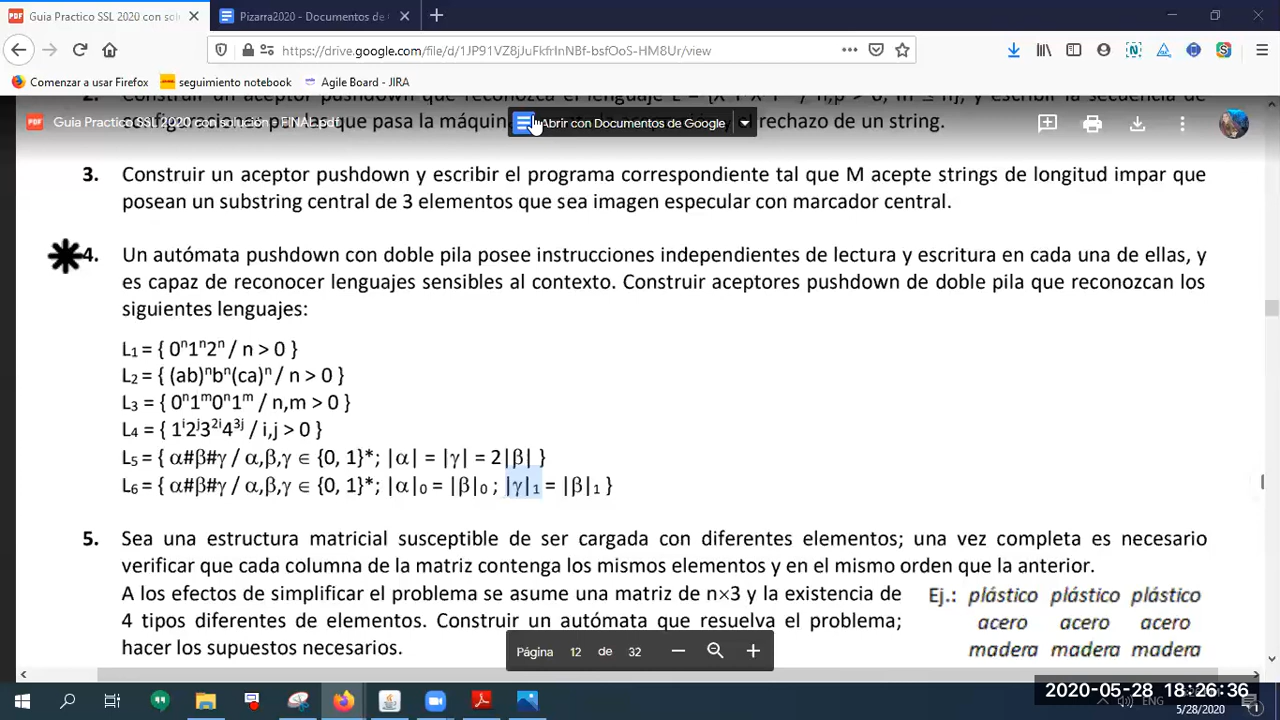 Guia Practico SSL 2020 con solu
Pizarra2020 - Documentos de
https://drive.google.com/file/d/1JP91VZ8jJuFkfrInNBf-bsfOoS-HM8Ur/view
Comenzar a usar Firefox
seguimiento notebook
Agile Board - JIRA
Guia Practico SSL 2020 con solución - FINAL.pdf
Abrir con Documentos de Google
rechazo de un string.
3. Construir un aceptor pushdown y escribir el programa correspondiente tal que M acepte strings de longitud impar que
posean un substring central de 3 elementos que sea imagen especular con marcador central.
4. Un autómata pushdown con doble pila posee instrucciones independientes de lectura y escritura en cada una de ellas, y
es capaz de reconocer lenguajes sensibles al contexto. Construir aceptores pushdown de doble pila que reconozcan los
siguientes lenguajes:
L₁ = { 0ⁿ1ⁿ2ⁿ / n > 0 }
L₂ = { (ab)ⁿbⁿ(ca)ⁿ / n > 0 }
L₃ = { 0ⁿ1ᵐ0ⁿ1ᵐ / n,m > 0 }
L₄ = { 1ⁱ2ʲ3²ⁱ4³ʲ / i,j > 0 }
L₅ = { α#β#γ / α,β,γ ∈ {0, 1}*; |α| = |γ| = 2|β| }
L₆ = { α#β#γ / α,β,γ ∈ {0, 1}*; |α|₀ = |β|₀ ; |γ|₁ = |β|₁ }
5. Sea una estructura matricial susceptible de ser cargada con diferentes elementos; una vez completa es necesario
verificar que cada columna de la matriz contenga los mismos elementos y en el mismo orden que la anterior.
A los efectos de simplificar el problema se asume una matriz de n×3 y la existencia de
4 tipos diferentes de elementos. Construir un autómata que resuelva el problema;
hacer los supuestos necesarios.
Ej.: plástico plástico plástico
acero acero acero
madera madera madera
Página 12 de 32
ENG
2020-05-28 18:26:36
5/28/2020